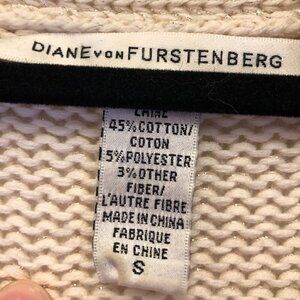 DIANE VON FURSTENBERG
LAINE
45% COTTON/
COTON
5% POLYESTER
3% OTHER
FIBER/
L'AUTRE FIBRE
MADE IN CHINA
FABRIQUE
EN CHINE
S